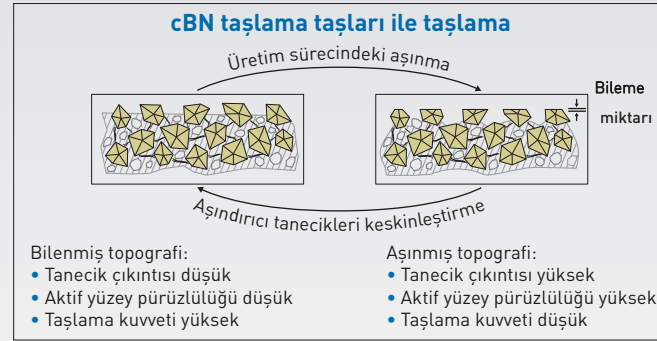 cBN taşlama taşları ile taşlama
Üretim sürecindeki aşınma
Bileme
miktarı
Aşındırıcı tanecikleri keskinleştirme
Bilenmiş topografi:
• Tanecik çıkıntısı düşük
• Aktif yüzey pürüzlülüğü düşük
• Taşlama kuvveti yüksek
Aşınmış topografi:
• Tanecik çıkıntısı yüksek
• Aktif yüzey pürüzlülüğü yüksek
• Taşlama kuvveti düşük